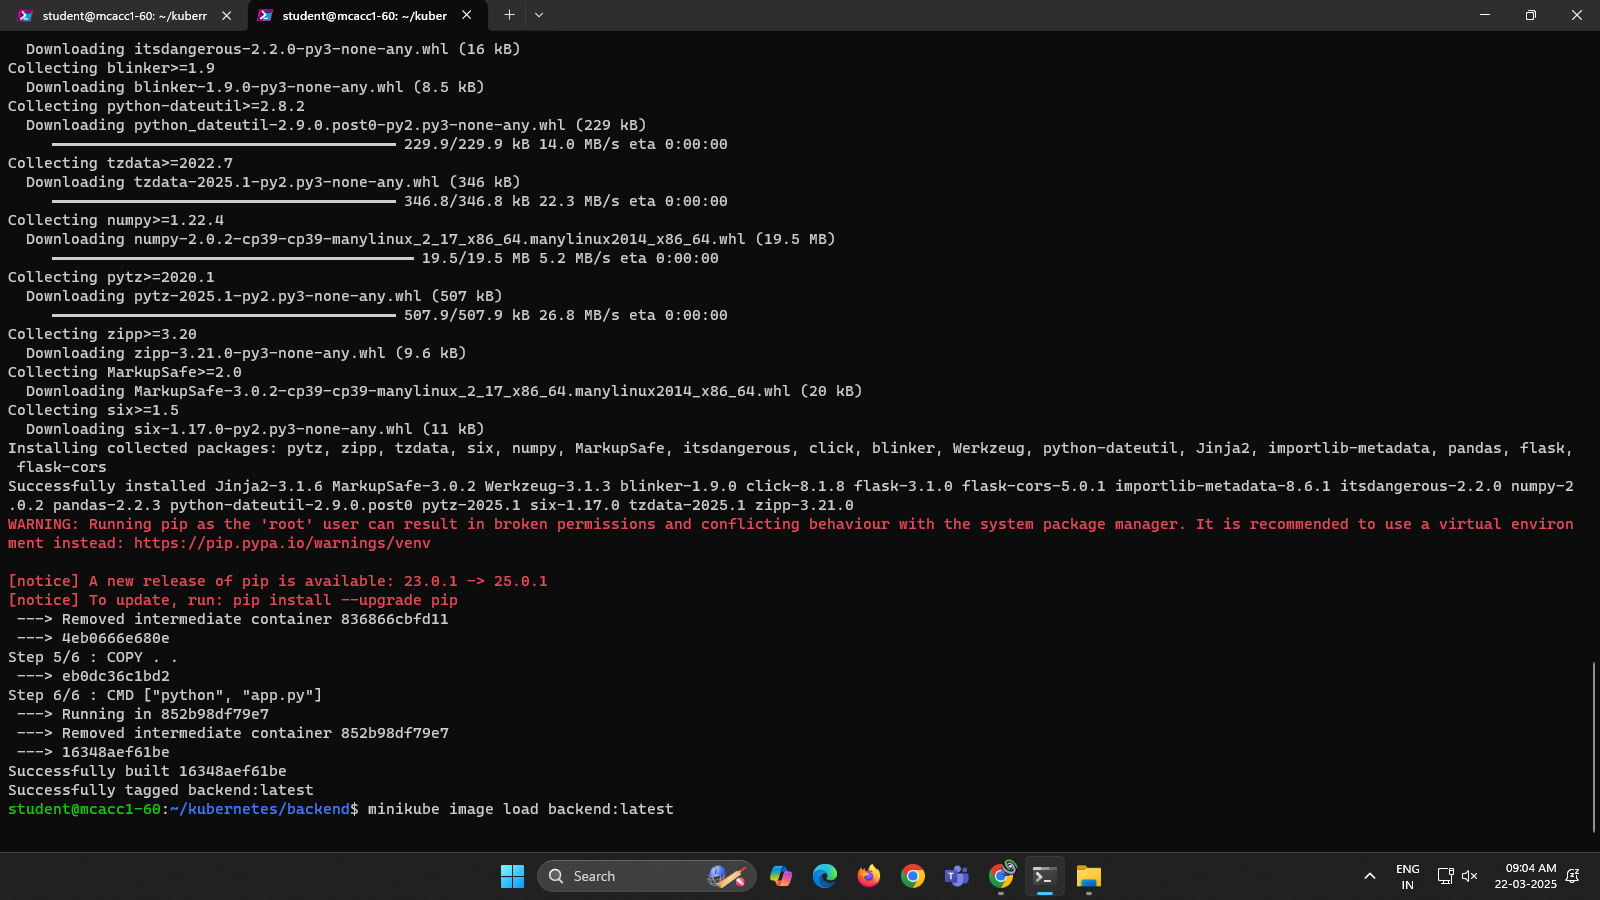 student@mcacc1-60: ~/kuberr
student@mcacc1-60: ~/kuber
Downloading itsdangerous-2.2.0-py3-none-any.whl (16 kB)
Collecting blinker>=1.9
Downloading blinker-1.9.0-py3-none-any.whl (8.5 kB)
Collecting python-dateutil>=2.8.2
Downloading python_dateutil-2.9.0.post0-py2.py3-none-any.whl (229 kB)
229.9/229.9 kB 14.0 MB/s eta 0:00:00
Collecting tzdata>=2022.7
Downloading tzdata-2025.1-py2.py3-none-any.whl (346 kB)
346.8/346.8 kB 22.3 MB/s eta 0:00:00
Collecting numpy>=1.22.4
Downloading numpy-2.0.2-cp39-cp39-manylinux_2_17_x86_64.manylinux2014_x86_64.whl (19.5 MB)
19.5/19.5 MB 5.2 MB/s eta 0:00:00
Collecting pytz>=2020.1
Downloading pytz-2025.1-py2.py3-none-any.whl (507 kB)
507.9/507.9 kB 26.8 MB/s eta 0:00:00
Collecting zipp>=3.20
Downloading zipp-3.21.0-py3-none-any.whl (9.6 kB)
Collecting MarkupSafe>=2.0
Downloading MarkupSafe-3.0.2-cp39-cp39-manylinux_2_17_x86_64.manylinux2014_x86_64.whl (20 kB)
Collecting six>=1.5
Downloading six-1.17.0-py2.py3-none-any.whl (11 kB)
Installing collected packages: pytz, zipp, tzdata, six, numpy, MarkupSafe, itsdangerous, click, blinker, Werkzeug, python-dateutil, Jinja2, importlib-metadata, pandas, flask,
flask-cors
Successfully installed Jinja2-3.1.6 MarkupSafe-3.0.2 Werkzeug-3.1.3 blinker-1.9.0 click-8.1.8 flask-3.1.0 flask-cors-5.0.1 importlib-metadata-8.6.1 itsdangerous-2.2.0 numpy-2
.0.2 pandas-2.2.3 python-dateutil-2.9.0.post0 pytz-2025.1 six-1.17.0 tzdata-2025.1 zipp-3.21.0
WARNING: Running pip as the 'root' user can result in broken permissions and conflicting behaviour with the system package manager. It is recommended to use a virtual environ
ment instead: https://pip.pypa.io/warnings/venv
[notice] A new release of pip is available: 23.0.1 -> 25.0.1
[notice] To update, run: pip install --upgrade pip
---> Removed intermediate container 836866cbfd11
---> 4eb0666e680e
Step 5/6 : COPY . .
---> eb0dc36c1bd2
Step 6/6 : CMD ["python", "app.py"]
---> Running in 852b98df79e7
---> Removed intermediate container 852b98df79e7
---> 16348aef61be
Successfully built 16348aef61be
Successfully tagged backend:latest
student@mcacc1-60:~/kubernetes/backend$ minikube image load backend:latest
Search
ENG
IN
09:04 AM
22-03-2025